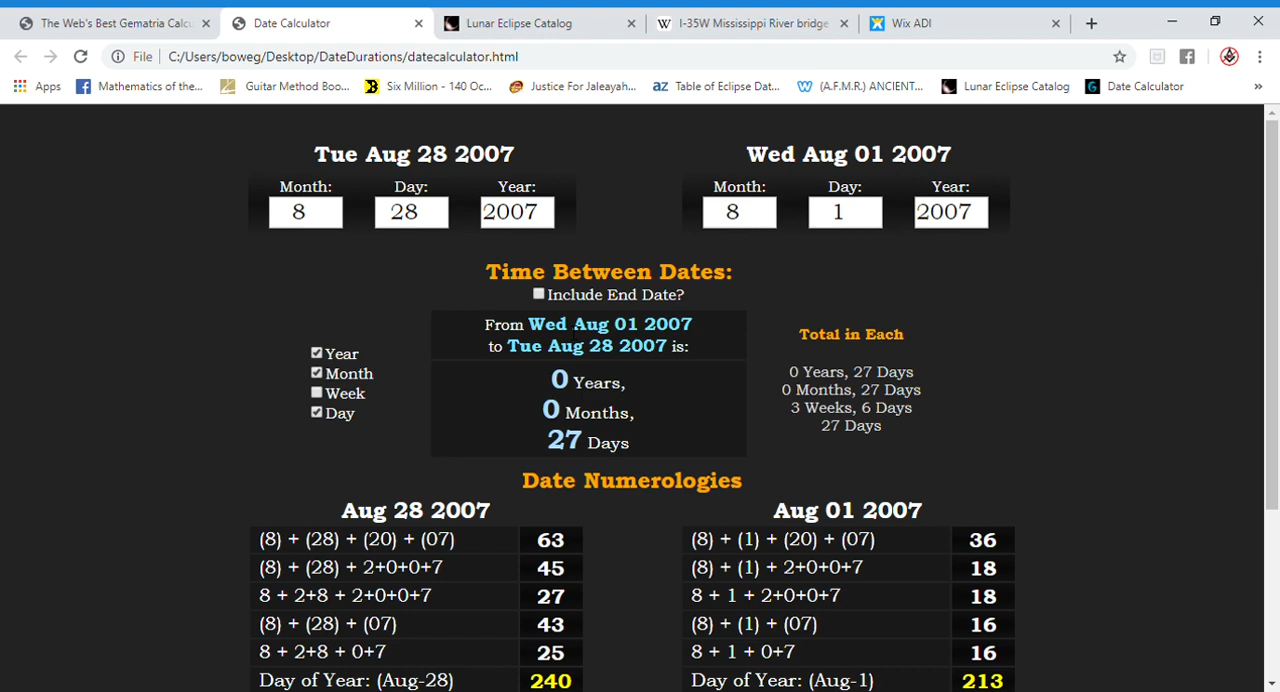 The Web's Best Gematria Calcu
Date Calculator
Lunar Eclipse Catalog
I-35W Mississippi River bridge
Wix ADI
File
C:/Users/boweg/Desktop/DateDurations/datecalculator.html
Apps
Mathematics of the...
Guitar Method Boo...
Six Million - 140 Oc...
Justice For Jaleayah...
Table of Eclipse Dat...
(A.F.M.R.) ANCIENT...
Lunar Eclipse Catalog
Date Calculator
Tue Aug 28 2007
Wed Aug 01 2007
Month: Day: Year:
8 28 2007
Month: Day: Year:
8 1 2007
Time Between Dates:
Include End Date?
From Wed Aug 01 2007
to Tue Aug 28 2007 is:
0 Years,
0 Months,
27 Days
Year
Month
Week
Day
Total in Each
0 Years, 27 Days
0 Months, 27 Days
3 Weeks, 6 Days
27 Days
Date Numerologies
Aug 28 2007
(8) + (28) + (20) + (07) 63
(8) + (28) + 2+0+0+7 45
8 + 2+8 + 2+0+0+7 27
(8) + (28) + (07) 43
8 + 2+8 + 0+7 25
Day of Year: (Aug-28) 240
Aug 01 2007
(8) + (1) + (20) + (07) 36
(8) + (1) + 2+0+0+7 18
8 + 1 + 2+0+0+7 18
(8) + (1) + (07) 16
8 + 1 + 0+7 16
Day of Year: (Aug-1) 213